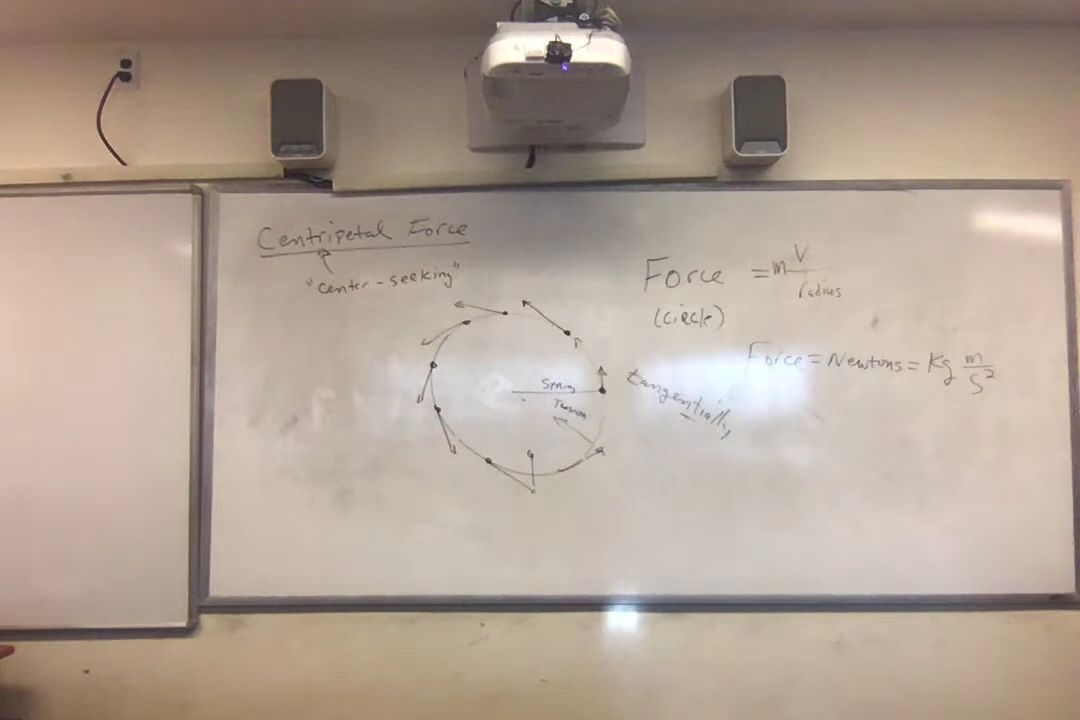 Centripetal Force
"center-seeking"
Force = m V / radius
(circle)
Force = Newtons = Kg m / S²
tangentially
Spring
Tension